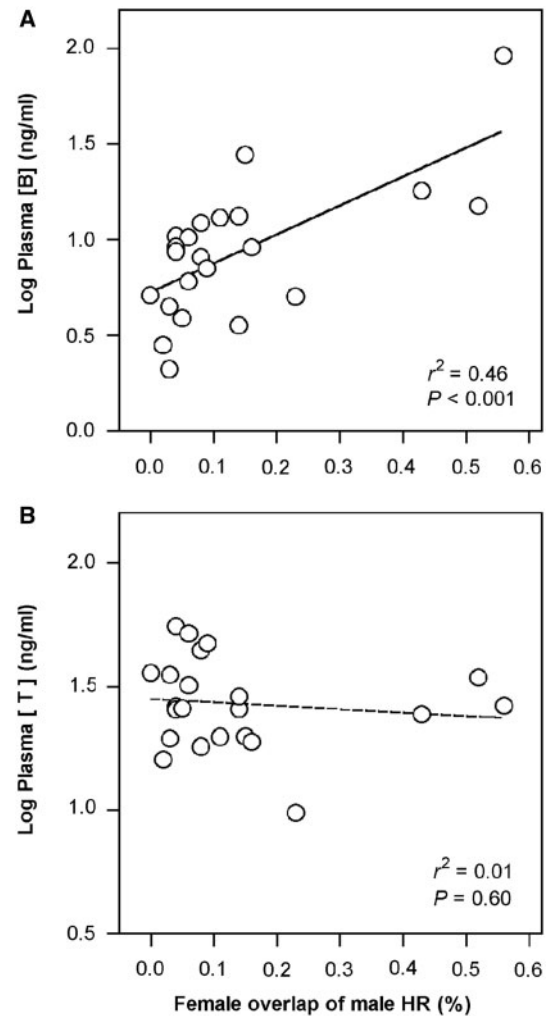 A
Log Plasma [B] (ng/ml)
2.0
1.5
1.0
0.5
0.0
r² = 0.46
P < 0.001
0.0 0.1 0.2 0.3 0.4 0.5 0.6
B
Log Plasma [ T ] (ng/ml)
2.0
1.5
1.0
0.5
r² = 0.01
P = 0.60
0.0 0.1 0.2 0.3 0.4 0.5 0.6
Female overlap of male HR (%)